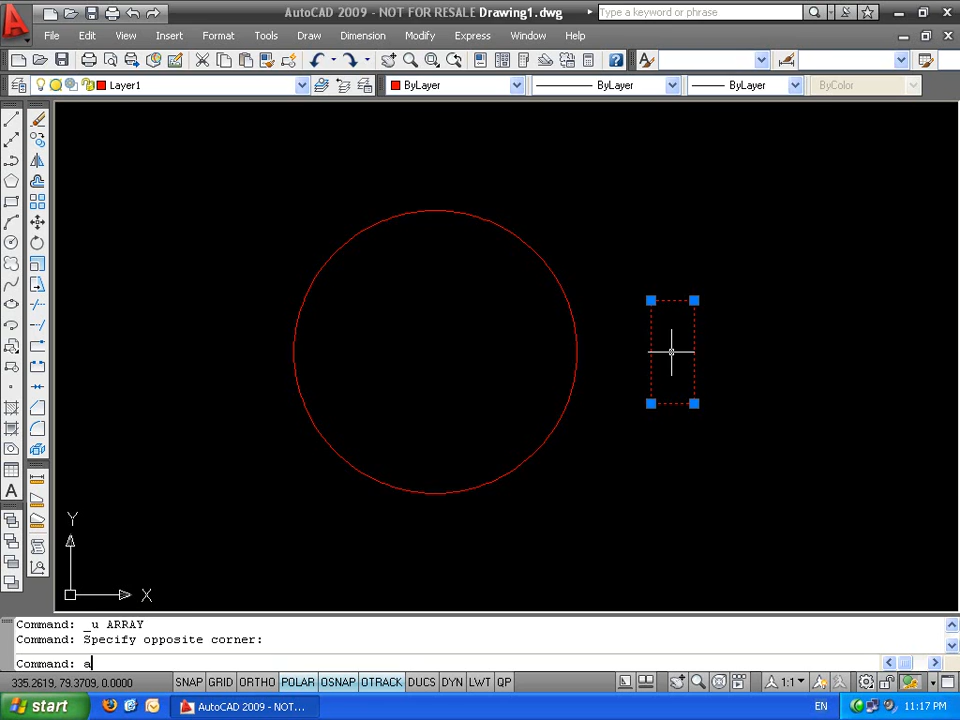 AutoCAD 2009 - NOT FOR RESALE Drawing1.dwg
Type a keyword or phrase
File Edit View Insert Format Tools Draw Dimension Modify Express Window Help
Layer1
ByLayer
ByLayer
ByLayer
ByColor
A
Y
X
Command: _u ARRAY
Command: Specify opposite corner:
Command: a
335.2619, 79.3709, 0.0000
SNAP GRID ORTHO POLAR OSNAP OTRACK DUCS DYN LWT QP
1:1
start
AutoCAD 2009 - NOT...
EN
11:17 PM